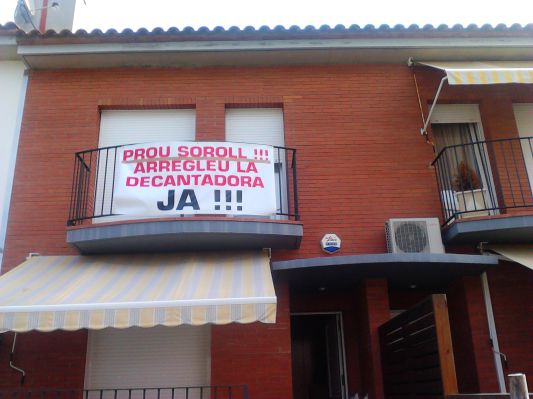 PROU SOROLL !!!
ARREGLEU LA
DECANTADORA
JA !!!